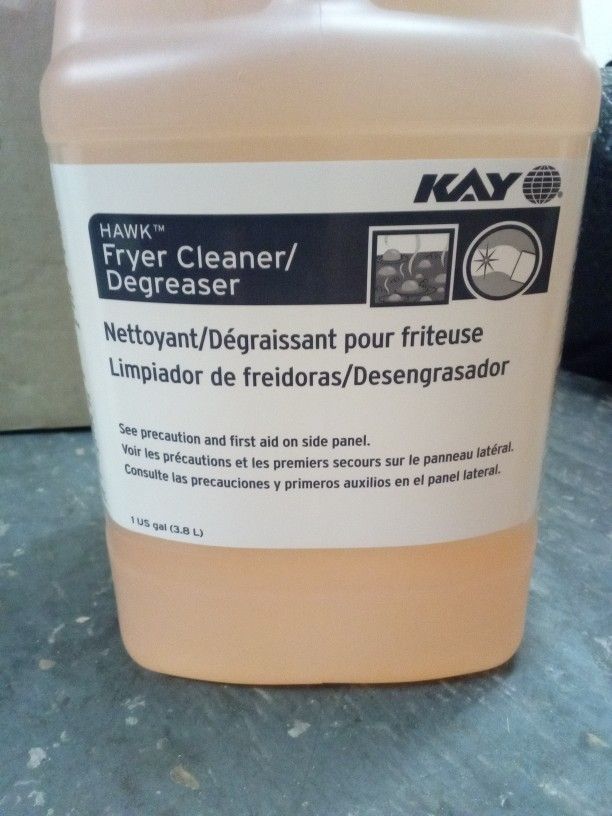 KAY
HAWK™
Fryer Cleaner/
Degreaser
Nettoyant/Dégraissant pour friteuse
Limpiador de freidoras/Desengrasador
See precaution and first aid on side panel.
Voir les précautions et les premiers secours sur le panneau latéral.
Consulte las precauciones y primeros auxilios en el panel lateral.
1 US gal (3.8 L)